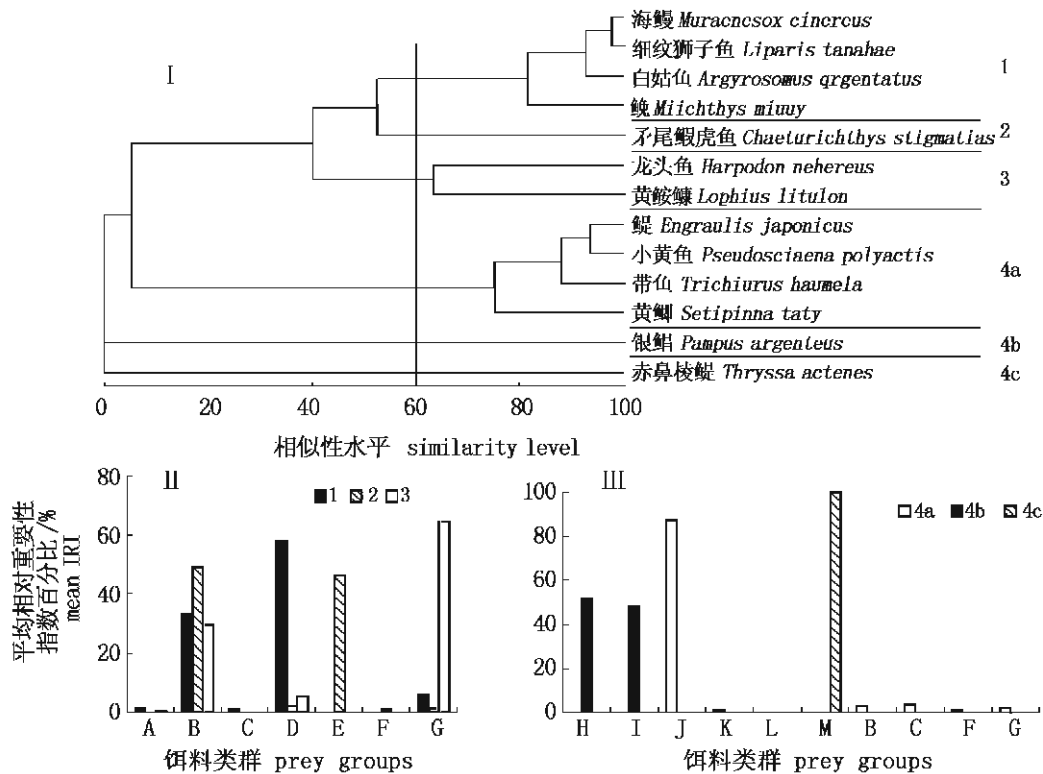 I
海鳗 Muracncsox cincrcus
细纹狮子鱼 Liparis tanahae
白姑鱼 Argyrosomus qrgentatus
鮸 Miichthys miuuy
1
矛尾鰕虎鱼 Chaeturichthys stigmatias
2
龙头鱼 Harpodon nehereus
黄鮟鱇 Lophius litulon
3
鳀 Engraulis japonicus
小黄鱼 Pseudosciaena polyactis
带鱼 Trichiurus haumela
黄鲫 Setipinna taty
4a
银鲳 Pampus argenteus
4b
赤鼻棱鳀 Thryssa actenes
4c
0 20 40 60 80 100
相似性水平 similarity level
平均相对重要性
指数百分比/%
mean IRI
II
1 2 3
80
60
40
20
0
A B C D E F G
饵料类群 prey groups
III
4a 4b 4c
100
80
60
40
20
0
H I J K L M B C F G
饵料类群 prey groups